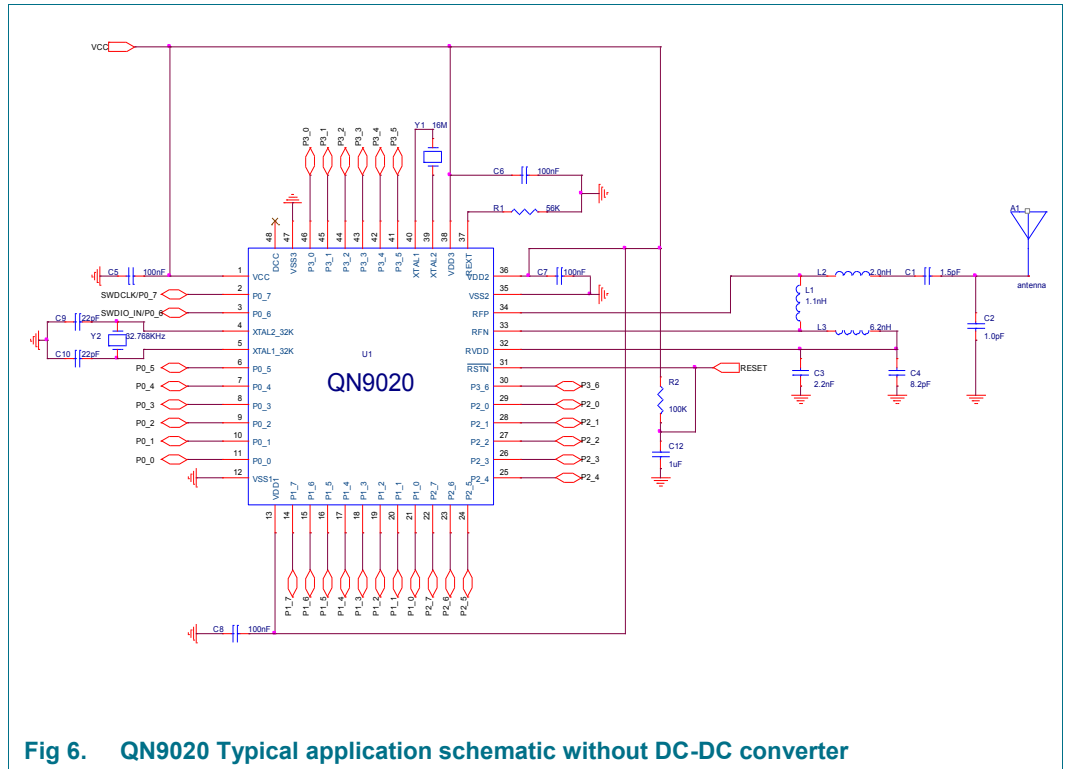 VCC
P3_0
P3_1
P3_2
P3_3
P3_4
P3_5
Y1 16M
C6 100nF
R1 56K
48
47
46
45
44
43
42
41
40
39
38
37
DCC
VSS3
P3_0
P3_1
P3_2
P3_3
P3_4
P3_5
XTAL1
XTAL2
VDD3
REXT
A1
antenna
C5 100nF
1 VCC
SWDCLK/P0_7 2 P0_7
SWDIO_IN/P0_6 3 P0_6
C9 22pF
4 XTAL2_32K
Y2 32.768KHz
5 XTAL1_32K
C10 22pF
P0_5 6 P0_5
P0_4 7 P0_4
P0_3 8 P0_3
P0_2 9 P0_2
P0_1 10 P0_1
P0_0 11 P0_0
12 VSS1
U1
QN9020
VDD2 36 C7 100nF
VSS2 35
RFP 34
RFN 33
RVDD 32
RSTN 31 RESET
P3_6 30 P3_6
P2_0 29 P2_0
P2_1 28 P2_1
P2_2 27 P2_2
P2_3 26 P2_3
P2_4 25 P2_4
L2 2.0nH
C1 1.5pF
L1
1.1nH
L3 6.2nH
C2
1.0pF
C3
2.2nF
C4
8.2pF
R2
100K
C12
1uF
VDD1
P1_7
P1_6
P1_5
P1_4
P1_3
P1_2
P1_1
P1_0
P2_7
P2_6
P2_5
13
14
15
16
17
18
19
20
21
22
23
24
P1_7
P1_6
P1_5
P1_4
P1_3
P1_2
P1_1
P1_0
P2_7
P2_6
P2_5
C8 100nF
Fig 6. QN9020 Typical application schematic without DC-DC converter